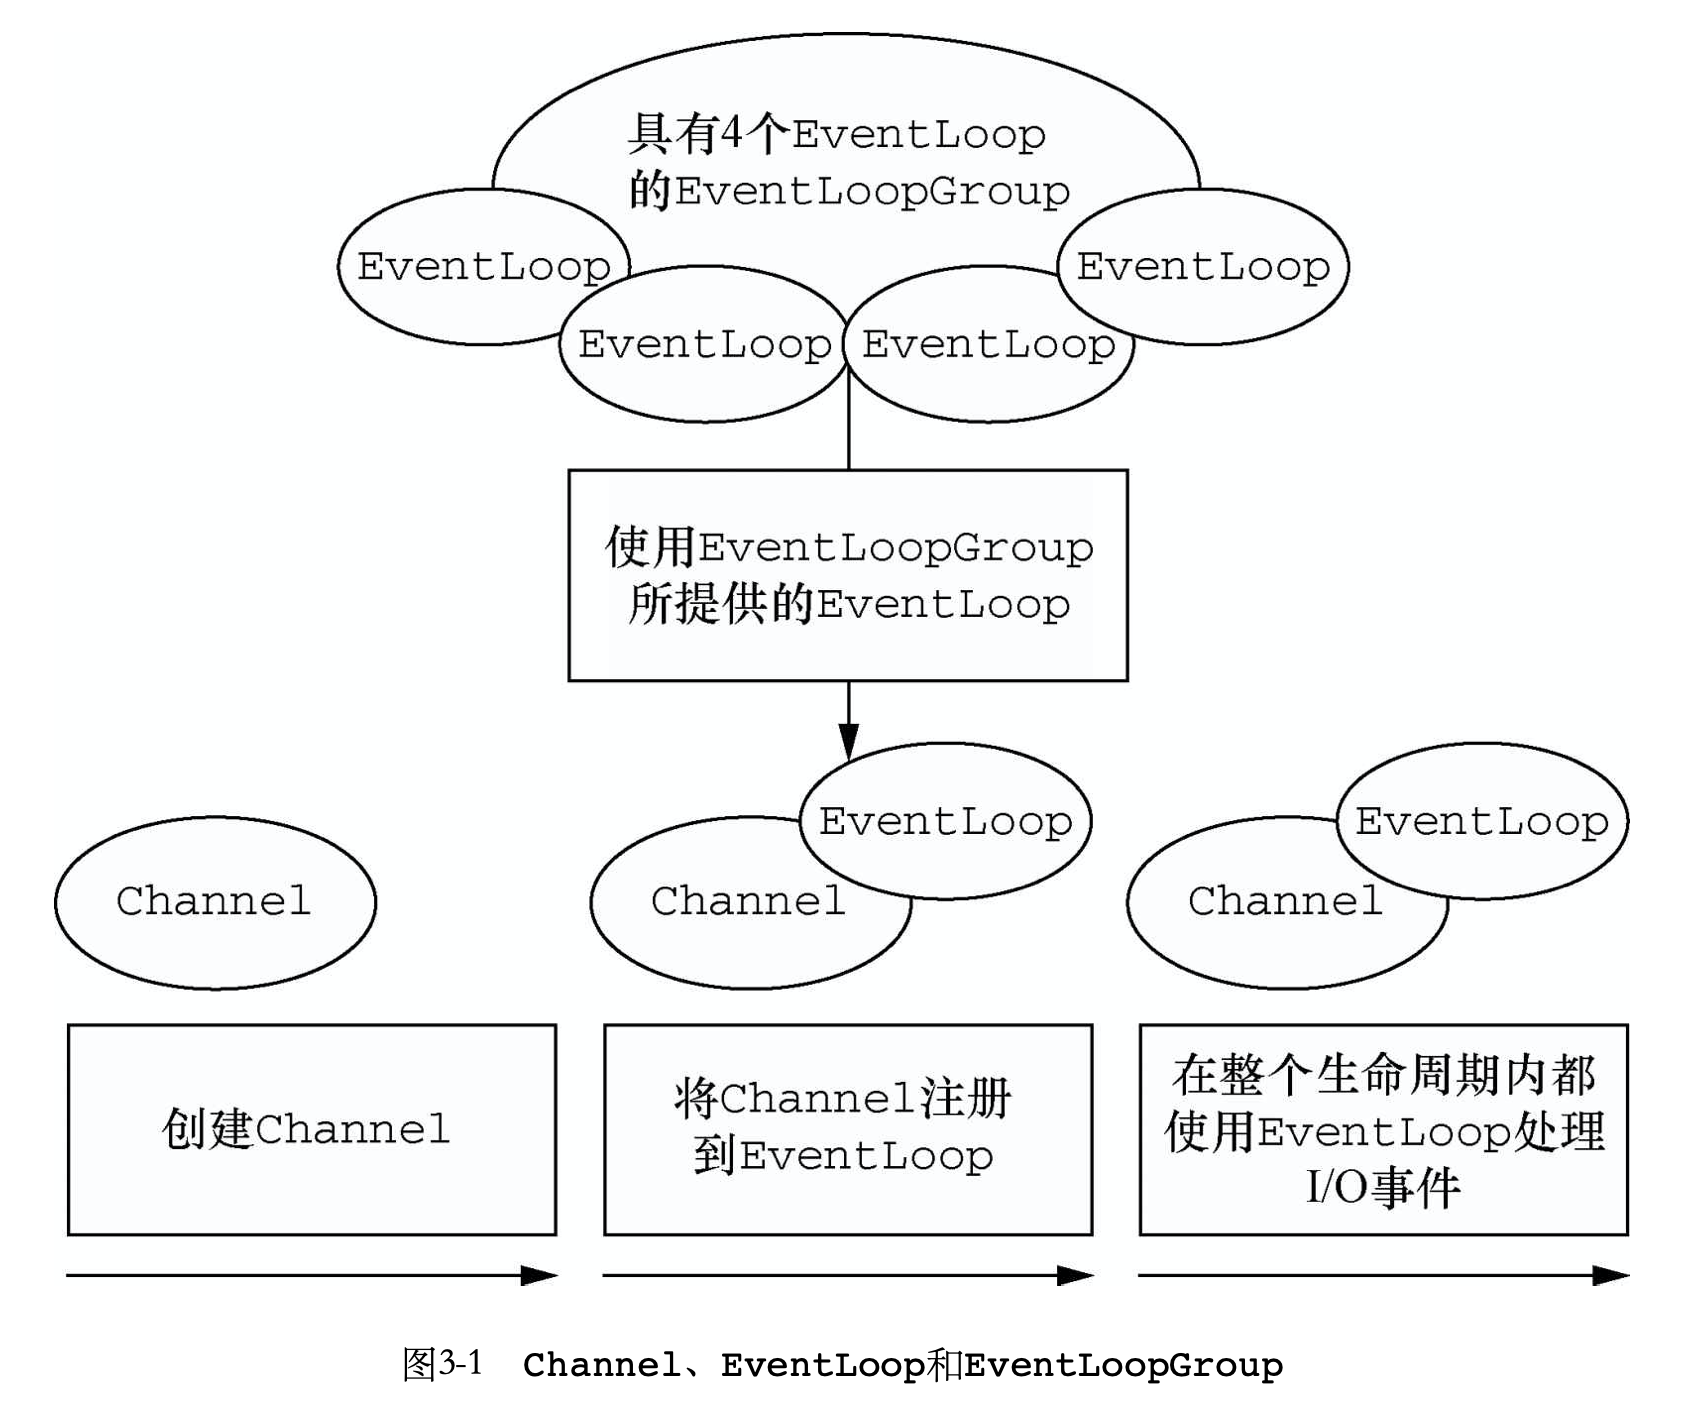 具有4个EventLoop
的EventLoopGroup
EventLoop
EventLoop
EventLoop
EventLoop
使用EventLoopGroup
所提供的EventLoop
EventLoop
EventLoop
Channel
Channel
Channel
创建Channel
将Channel注册
到EventLoop
在整个生命周期内都
使用EventLoop处理
I/O事件
图3-1 Channel、EventLoop和EventLoopGroup